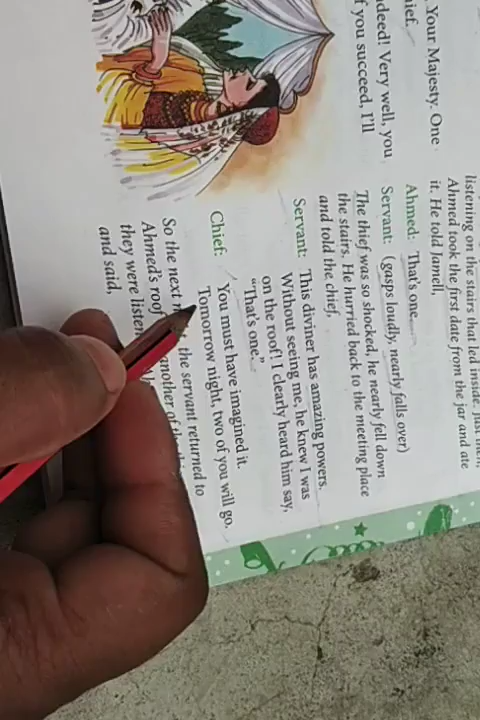 Your Majesty. One
ief.
deed! Very well, you
f you succeed, I'll
listening on the stairs that led inside. Just then,
Ahmed took the first date from the jar and ate
it. He told Jamell,
Ahmed: That's one.
Servant: (gasps loudly, nearly falls over)
The thief was so shocked, he nearly fell down
the stairs. He hurried back to the meeting place
and told the chief,
Servant: This diviner has amazing powers.
Without seeing me, he knew I was
on the roof! I clearly heard him say,
"That's one."
Chief: You must have imagined it.
Tomorrow night, two of you will go.
So the next the servant returned to
Ahmed's roof another of
they were listen
and said,